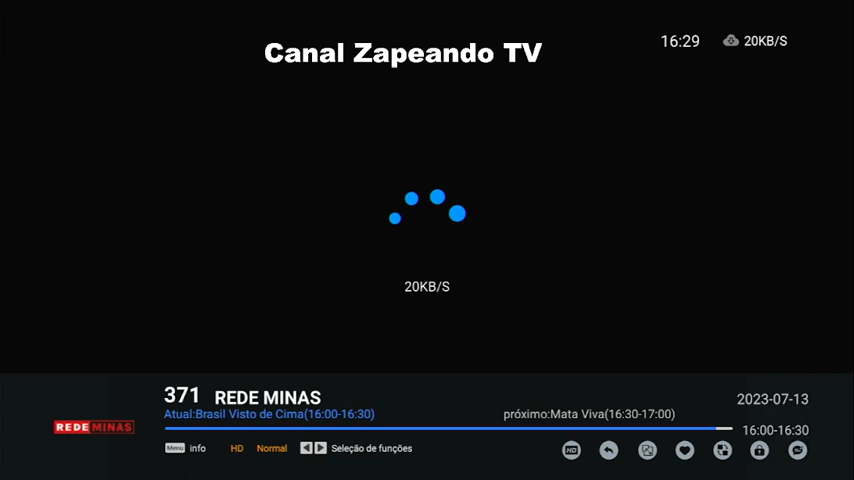 Canal Zapeando TV
16:29
20KB/S
20KB/S
371 REDE MINAS
2023-07-13
Atual:Brasil Visto de Cima(16:00-16:30)
próximo:Mata Viva(16:30-17:00)
REDE MINAS
16:00-16:30
Menu info HD Normal Seleção de funções
HD